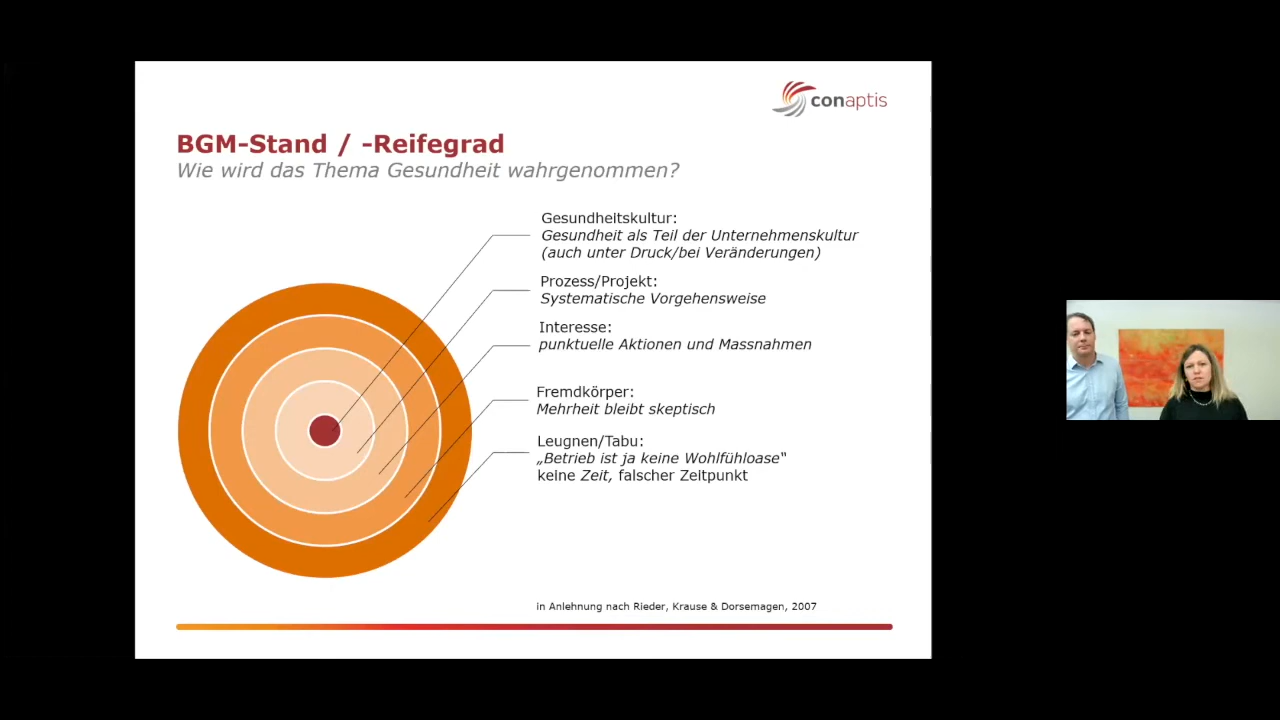 conaptis
BGM-Stand / -Reifegrad
Wie wird das Thema Gesundheit wahrgenommen?
Gesundheitskultur:
Gesundheit als Teil der Unternehmenskultur
(auch unter Druck/bei Veränderungen)
Prozess/Projekt:
Systematische Vorgehensweise
Interesse:
punktuelle Aktionen und Massnahmen
Fremdkörper:
Mehrheit bleibt skeptisch
Leugnen/Tabu:
„Betrieb ist ja keine Wohlfühloase“
keine Zeit, falscher Zeitpunkt
in Anlehnung nach Rieder, Krause & Dorsemagen, 2007